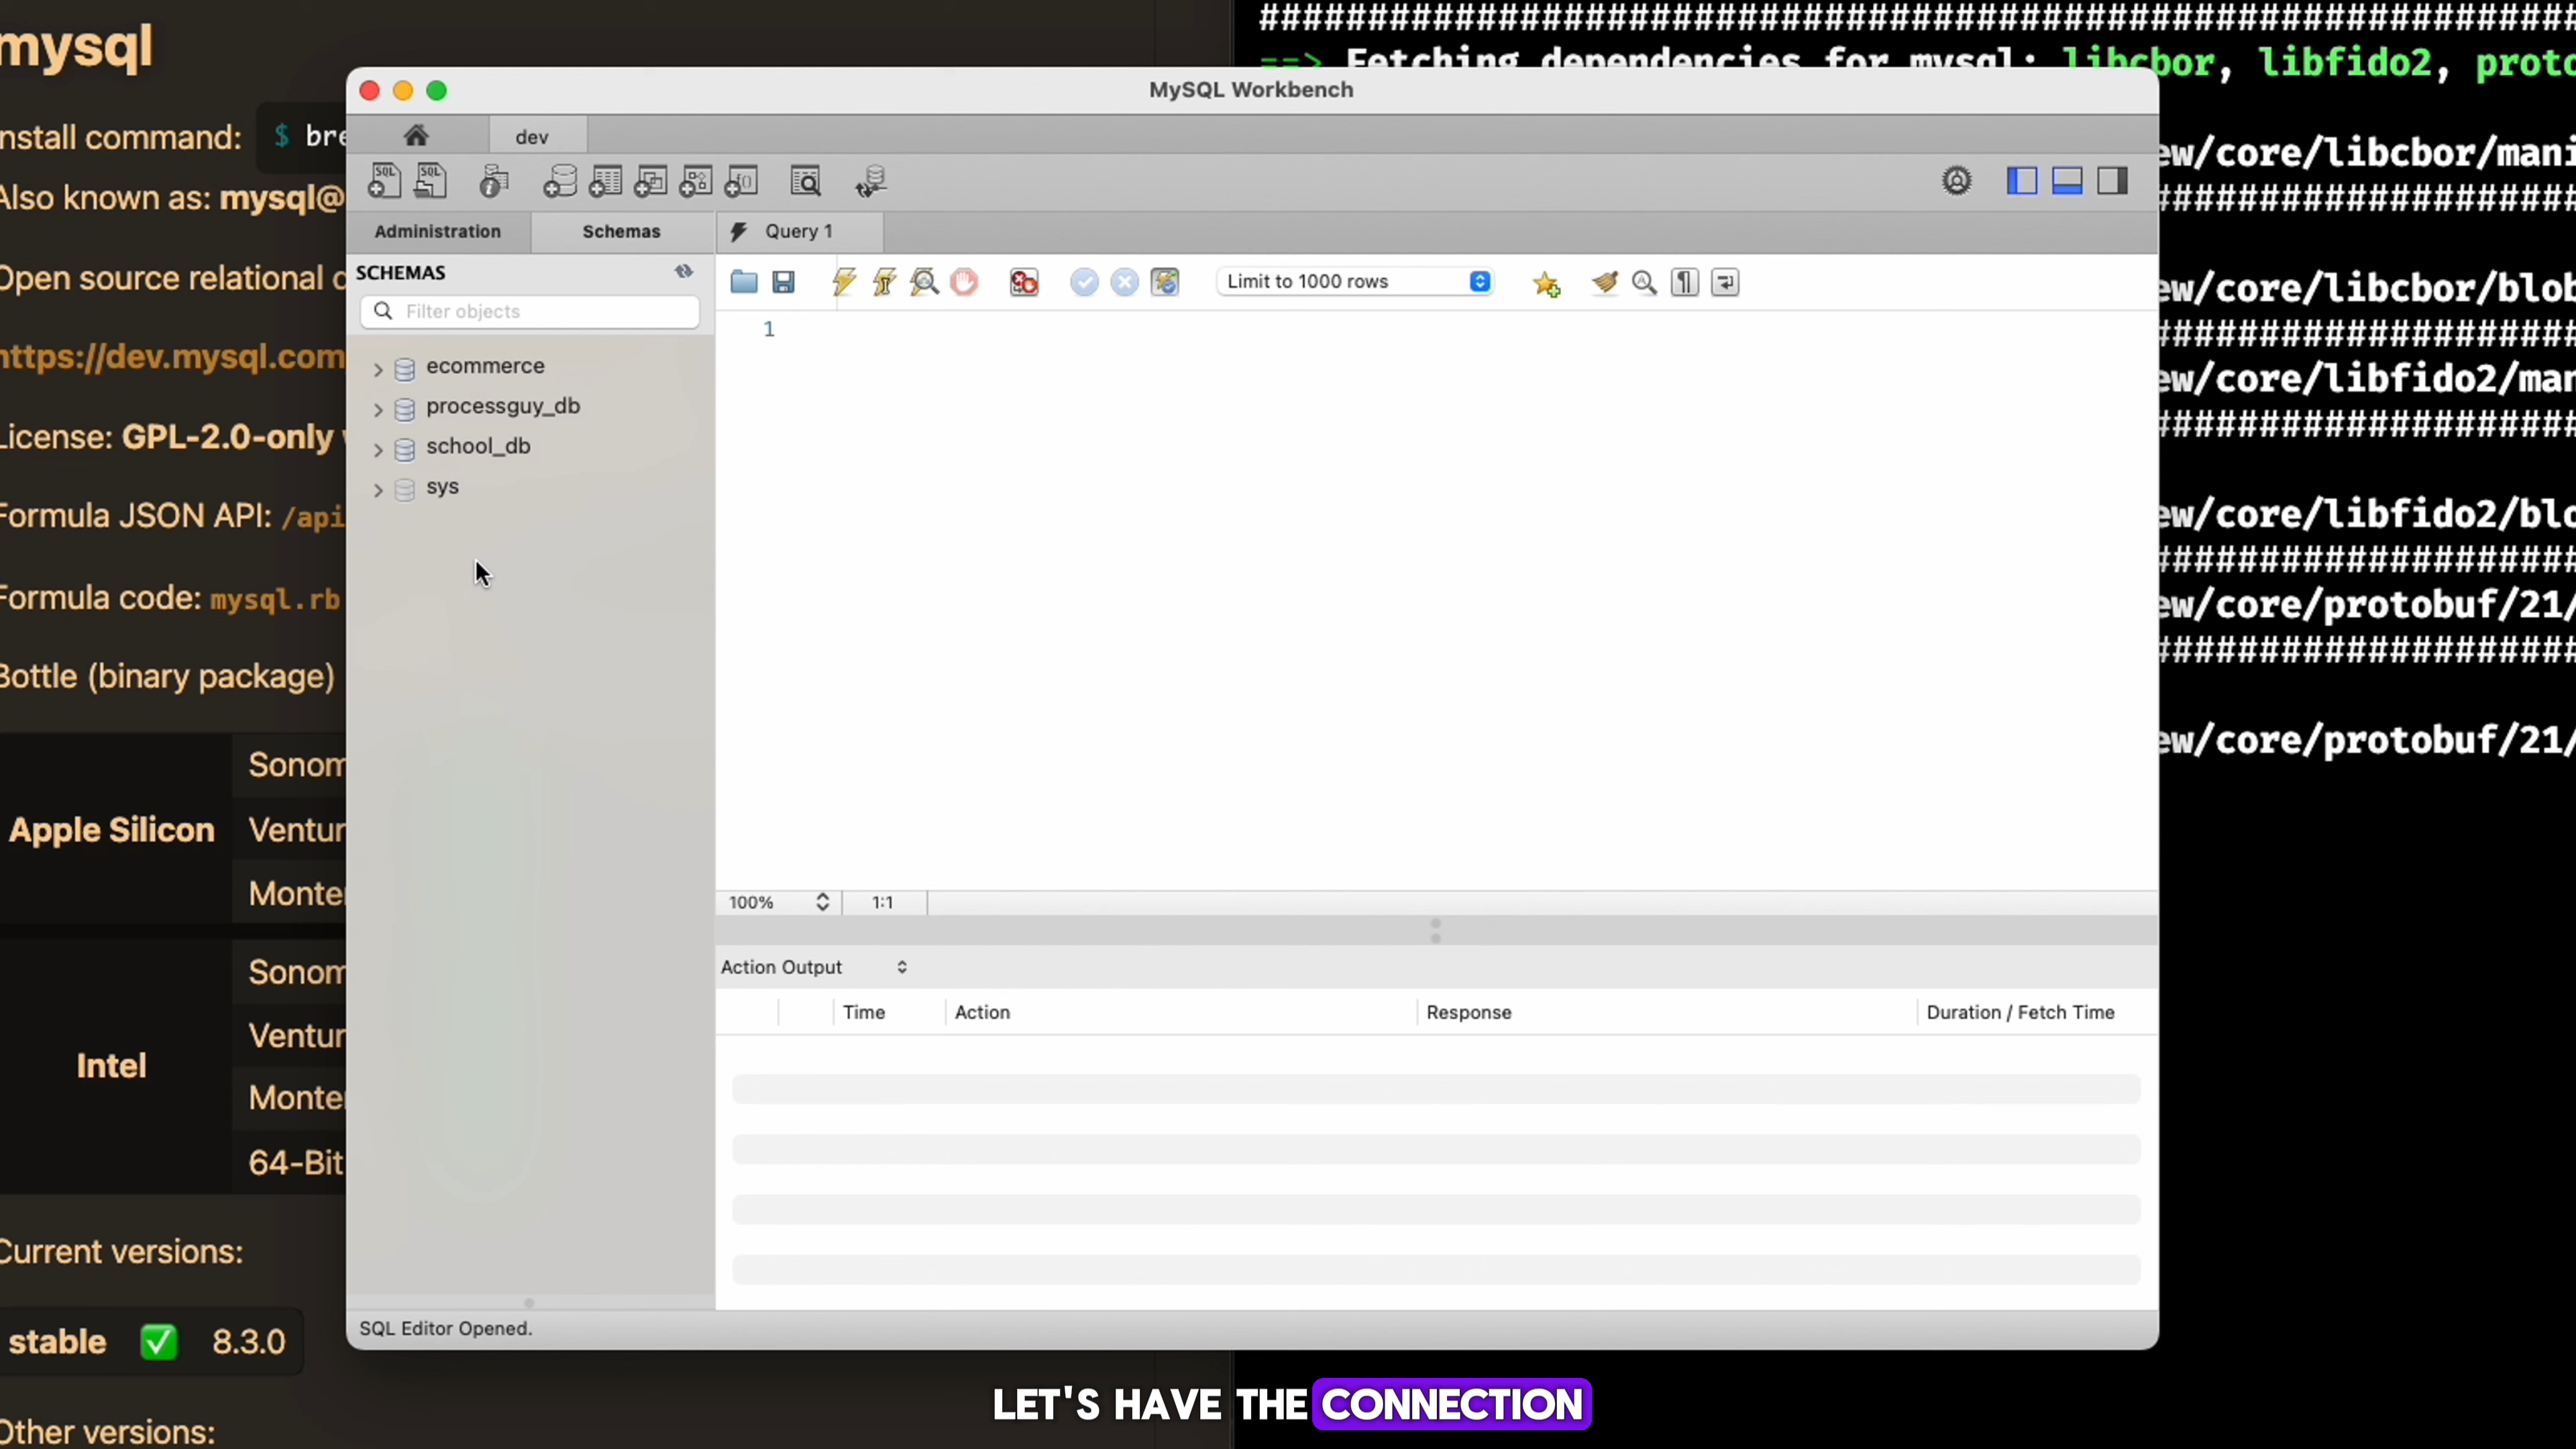 mysql
nstall command: $ bre
Also known as: mysql@
Open source relational
https://dev.mysql.com
License: GPL-2.0-only
Formula JSON API: /api
Formula code: mysql.rb
Bottle (binary package)
Apple Silicon
Sonom
Ventur
Monter
Intel
Sonom
Ventur
Monter
64-Bit
Current versions:
stable ✅ 8.3.0
Other versions:
MySQL Workbench
dev
SQL SQL
Administration Schemas
Query 1
SCHEMAS
Filter objects
Limit to 1000 rows
1
ecommerce
processguy_db
school_db
sys
100% 1:1
Action Output
Time Action Response Duration / Fetch Time
SQL Editor Opened.
==> Fetching dependencies for mysql: libcbor, libfido2, proto
ew/core/libcbor/mani
ew/core/libcbor/blob
ew/core/libfido2/man
ew/core/libfido2/blo
ew/core/protobuf/21/
ew/core/protobuf/21/
LET'S HAVE THE CONNECTION